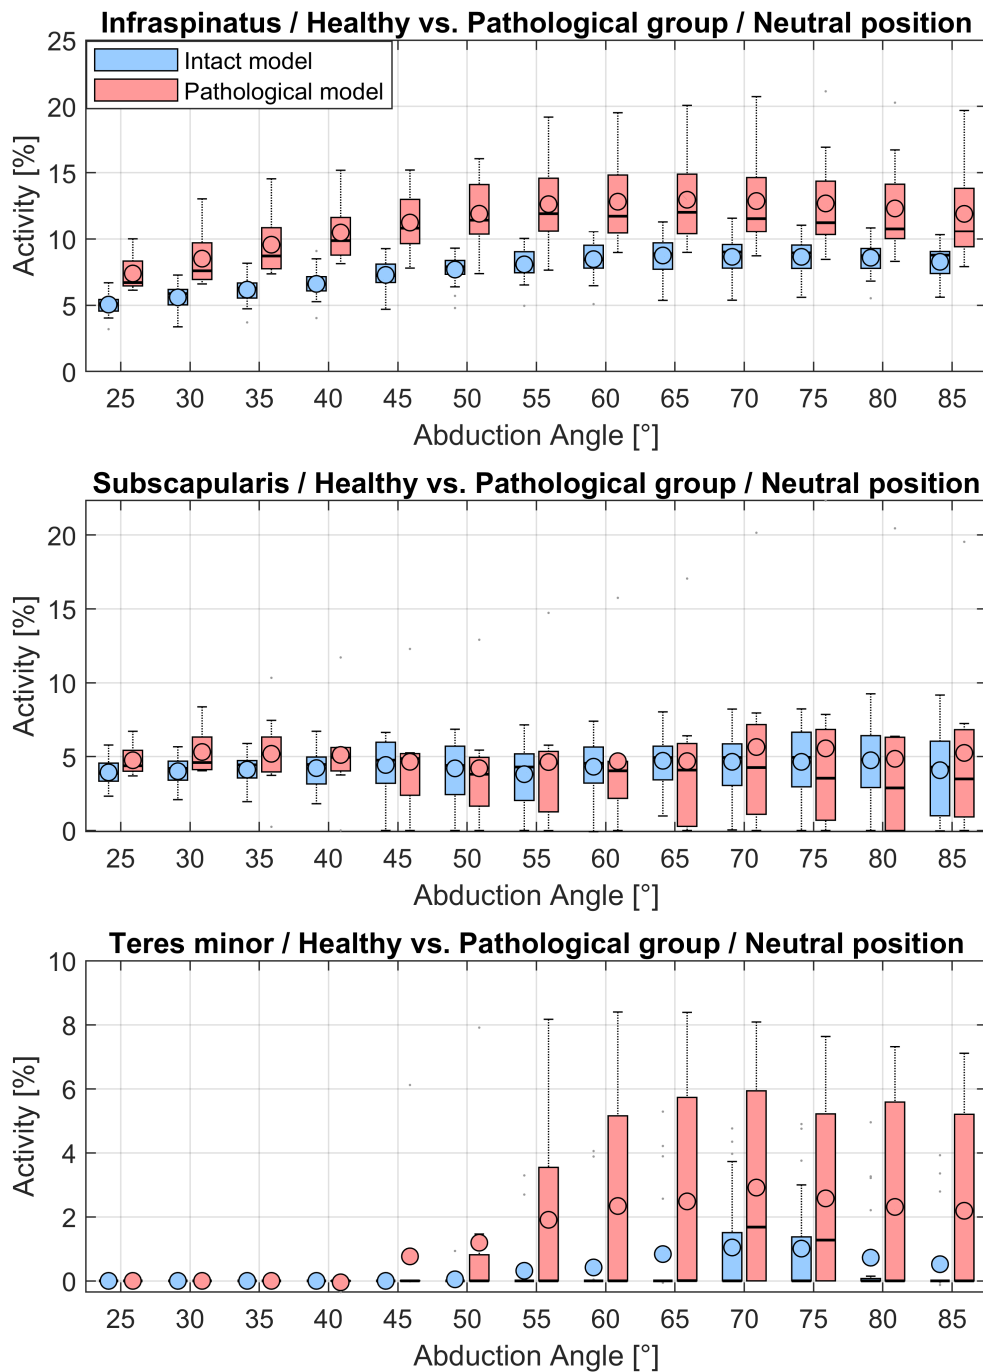 Infraspinatus / Healthy vs. Pathological group / Neutral position
25
20
15
10
5
0
Activity [%]
Intact model
Pathological model
25 30 35 40 45 50 55 60 65 70 75 80 85
Abduction Angle [°]
Subscapularis / Healthy vs. Pathological group / Neutral position
20
15
10
5
0
Activity [%]
25 30 35 40 45 50 55 60 65 70 75 80 85
Abduction Angle [°]
Teres minor / Healthy vs. Pathological group / Neutral position
10
8
6
4
2
0
Activity [%]
25 30 35 40 45 50 55 60 65 70 75 80 85
Abduction Angle [°]